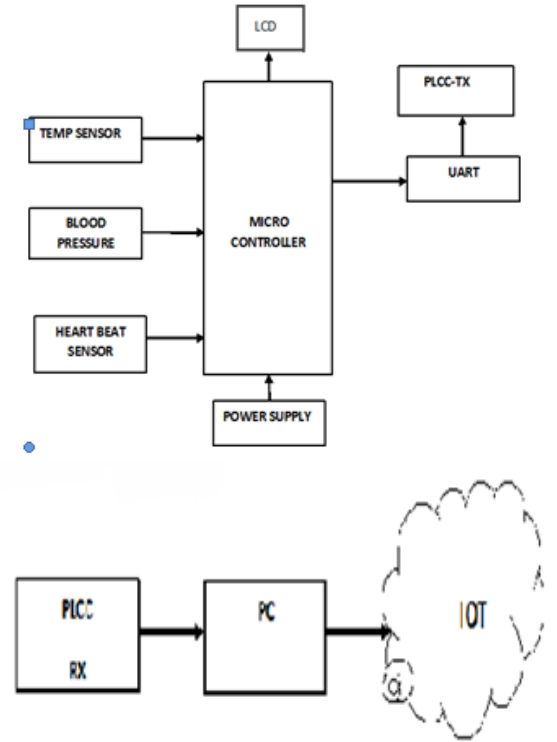 LCD
PLCC-TX
TEMP SENSOR
UART
BLOOD
PRESSURE
MICRO
CONTROLLER
HEART BEAT
SENSOR
POWER SUPPLY
PLCC
RX
PC
IOT